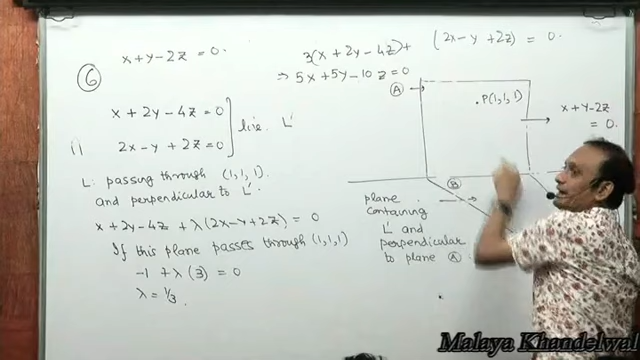 x+y-2z = 0.
3(x+2y-4z)+ (2x-y+2z) = 0.
⇒ 5x+5y-10z=0
6
x+2y-4z=0
2x-y+2z=0
line L'
L: passing through (1,1,1).
and perpendicular to L'.
x+2y-4z + λ(2x-y+2z) = 0
If this plane passes through (1,1,1)
-1 + λ(3) = 0
λ = 1/3.
A
.P(1,1,1)
x+y-2z
= 0.
B
plane
containing
L' and
perpendicular
to plane A.
Malaya Khandelwal